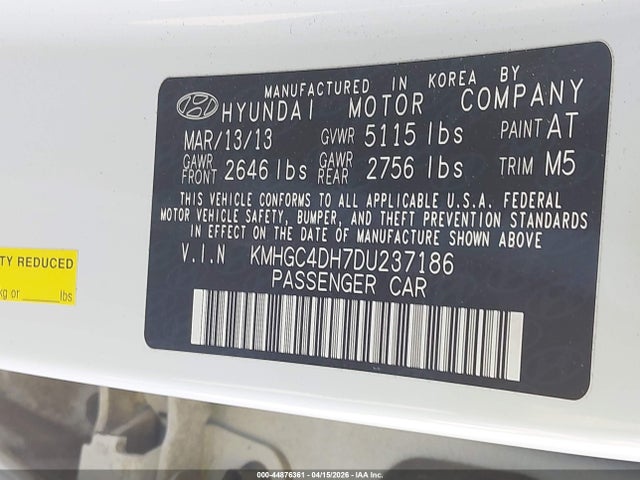 MANUFACTURED IN KOREA BY
HYUNDAI MOTOR COMPANY
MAR/13/13 GVWR 5115 lbs PAINT AT
GAWR FRONT 2646 lbs GAWR REAR 2756 lbs TRIM M5
THIS VEHICLE CONFORMS TO ALL APPLICABLE U.S.A. FEDERAL
MOTOR VEHICLE SAFETY, BUMPER, AND THEFT PREVENTION STANDARDS
IN EFFECT ON THE DATE OF MANUFACTURE SHOWN ABOVE
V.I.N KMHGC4DH7DU237186
PASSENGER CAR
TY REDUCED
kg or ______lbs
000-44876361 - 04/15/2026 - IAAI Inc. Copyright